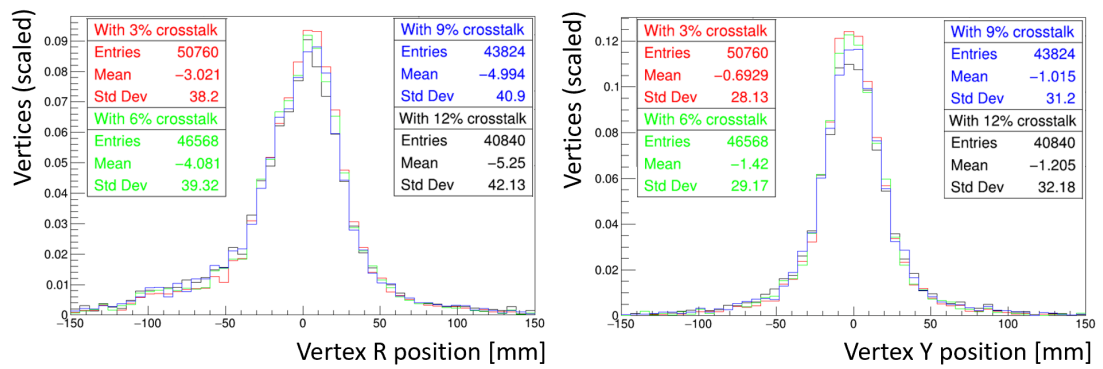 Vertices (scaled)
0.09
0.08
0.07
0.06
0.05
0.04
0.03
0.02
0.01
0
With 3% crosstalk
Entries 50760
Mean −3.021
Std Dev 38.2
With 6% crosstalk
Entries 46568
Mean −4.081
Std Dev 39.32
With 9% crosstalk
Entries 43824
Mean −4.994
Std Dev 40.9
With 12% crosstalk
Entries 40840
Mean −5.25
Std Dev 42.13
−150 −100 −50 0 50 100 150
Vertex R position [mm]
Vertices (scaled)
0.12
0.1
0.08
0.06
0.04
0.02
0
With 3% crosstalk
Entries 50760
Mean −0.6929
Std Dev 28.13
With 6% crosstalk
Entries 46568
Mean −1.42
Std Dev 29.17
With 9% crosstalk
Entries 43824
Mean −1.015
Std Dev 31.2
With 12% crosstalk
Entries 40840
Mean −1.205
Std Dev 32.18
−150 −100 −50 0 50 100 150
Vertex Y position [mm]